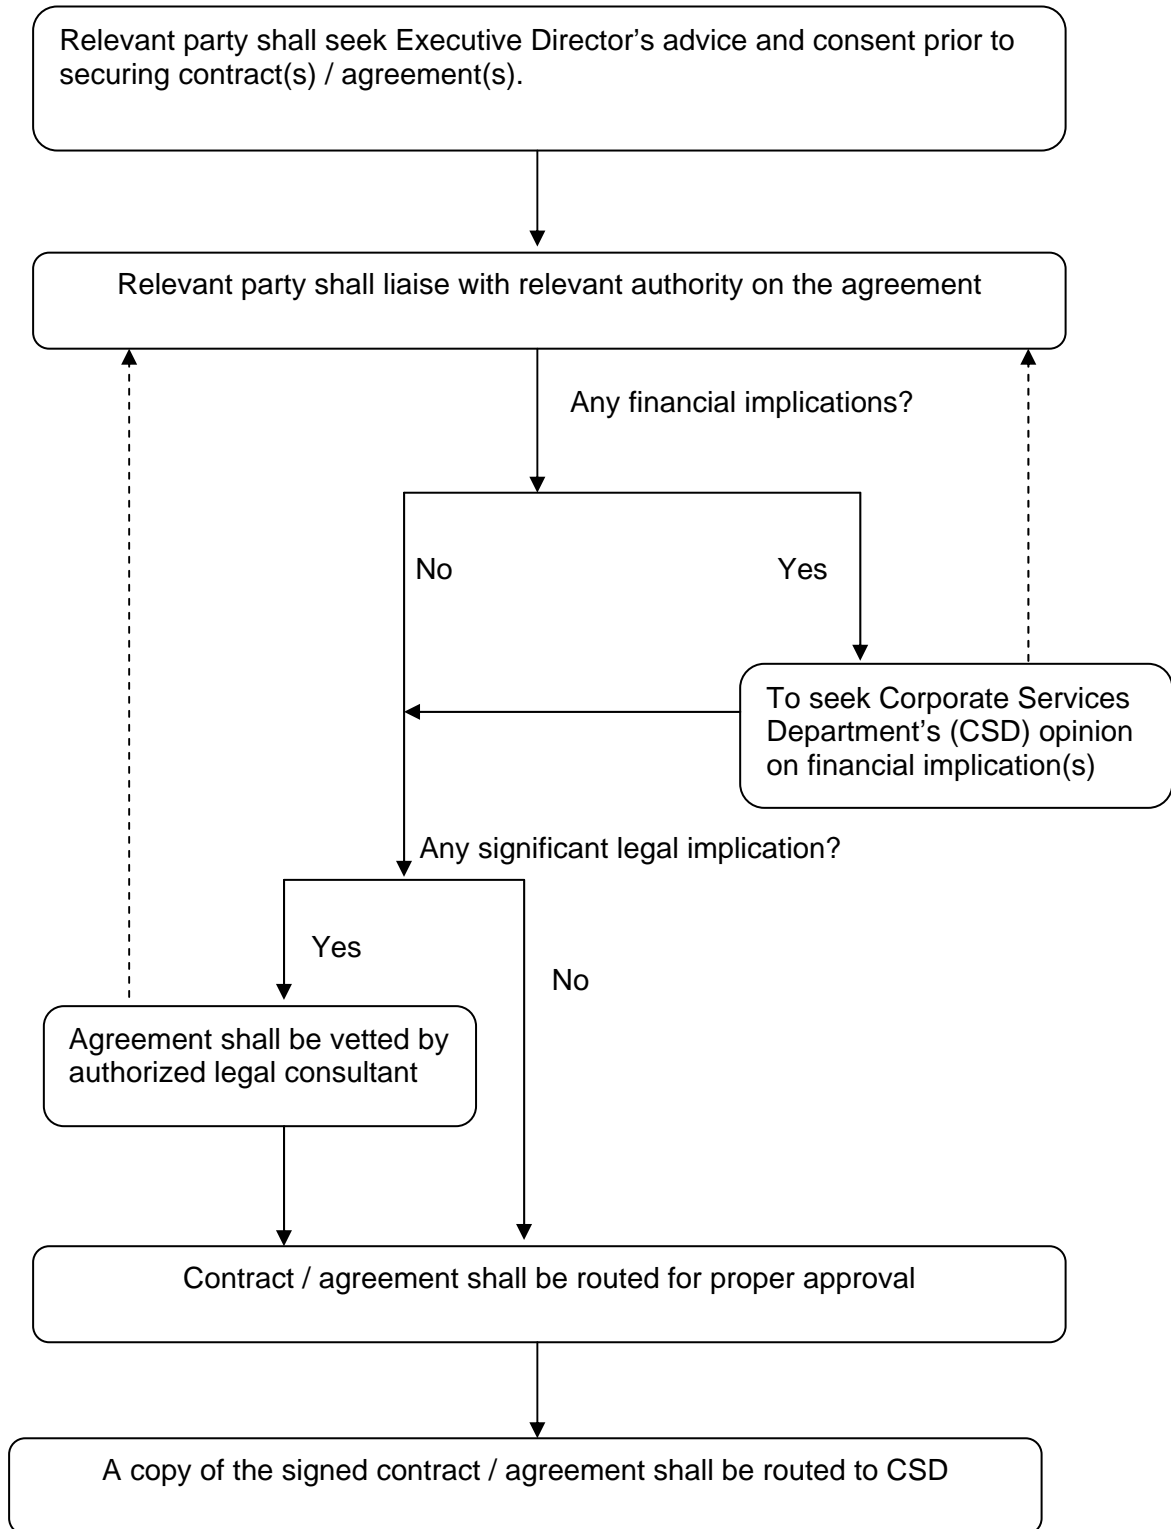 Relevant party shall seek Executive Director’s advice and consent prior to
securing contract(s) / agreement(s).
Relevant party shall liaise with relevant authority on the agreement
Any financial implications?
No
Yes
To seek Corporate Services
Department’s (CSD) opinion
on financial implication(s)
Any significant legal implication?
Yes
No
Agreement shall be vetted by
authorized legal consultant
Contract / agreement shall be routed for proper approval
A copy of the signed contract / agreement shall be routed to CSD